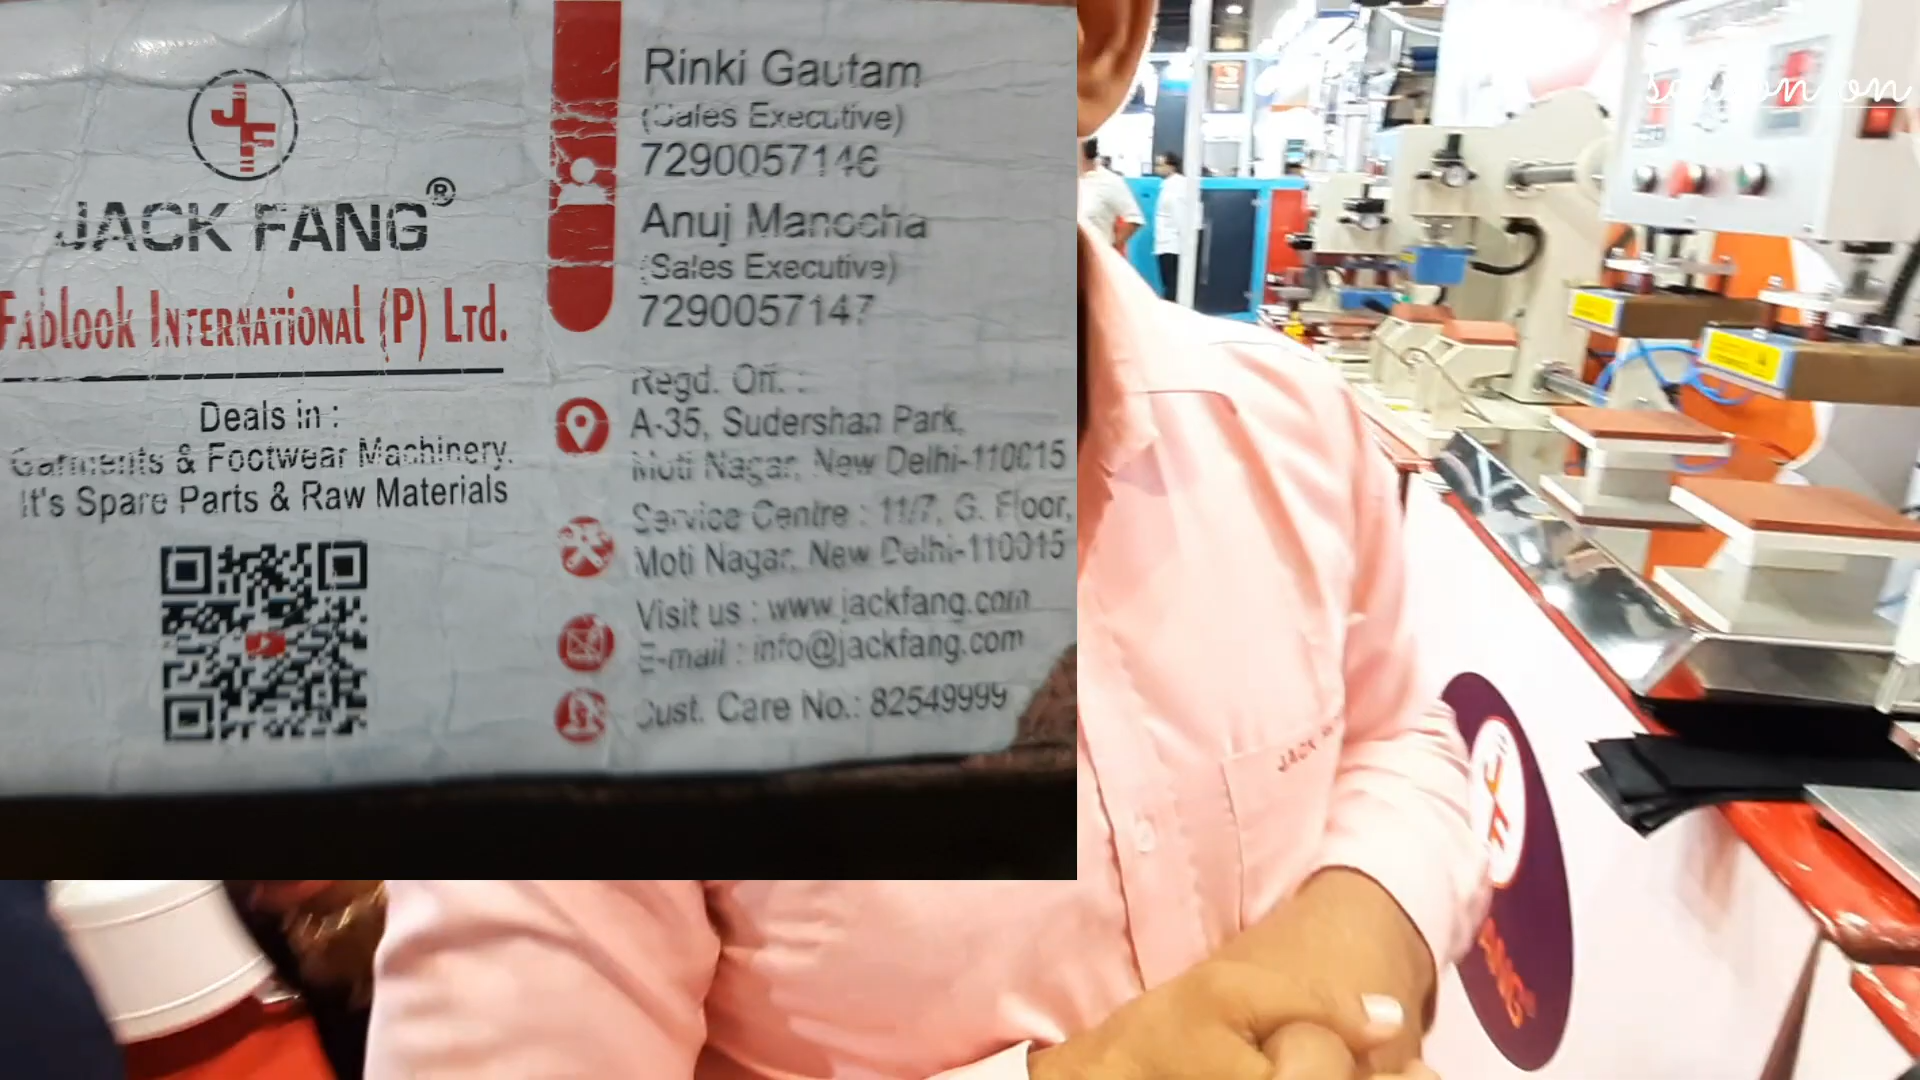 JF
JACK FANG®
Fablook International (P) Ltd.
Deals in :
Garments & Footwear Machinery.
It's Spare Parts & Raw Materials
Rinki Gautam
(Sales Executive)
7290057146
Anuj Manocha
(Sales Executive)
7290057147
Regd. Off. :
A-35, Sudershan Park,
Moti Nagar, New Delhi-110015
Service Centre : 11/7, G. Floor,
Moti Nagar, New Delhi-110015
Visit us : www.jackfang.com
E-mail : info@jackfang.com
Cust. Care No.: 82549999
JACK
JF
FANG